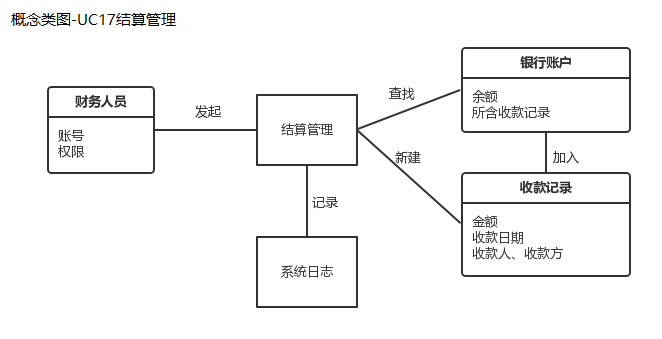 概念类图-UC17结算管理
财务人员
账号
权限
发起
结算管理
查找
银行账户
余额
所含收款记录
新建
加入
收款记录
金额
收款日期
收款人、收款方
记录
系统日志